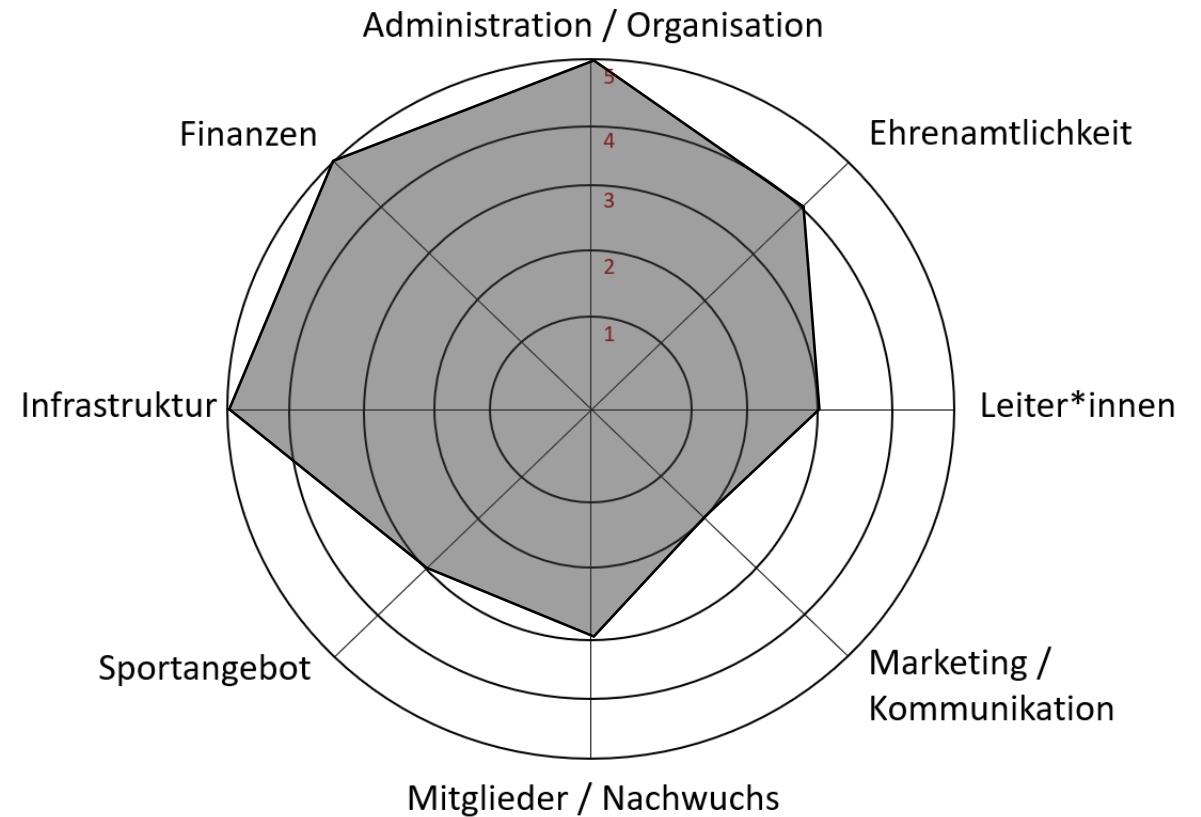 Administration / Organisation
5
Finanzen
Ehrenamtlichkeit
4
3
2
1
Infrastruktur
Leiter*innen
Sportangebot
Marketing /
Kommunikation
Mitglieder / Nachwuchs